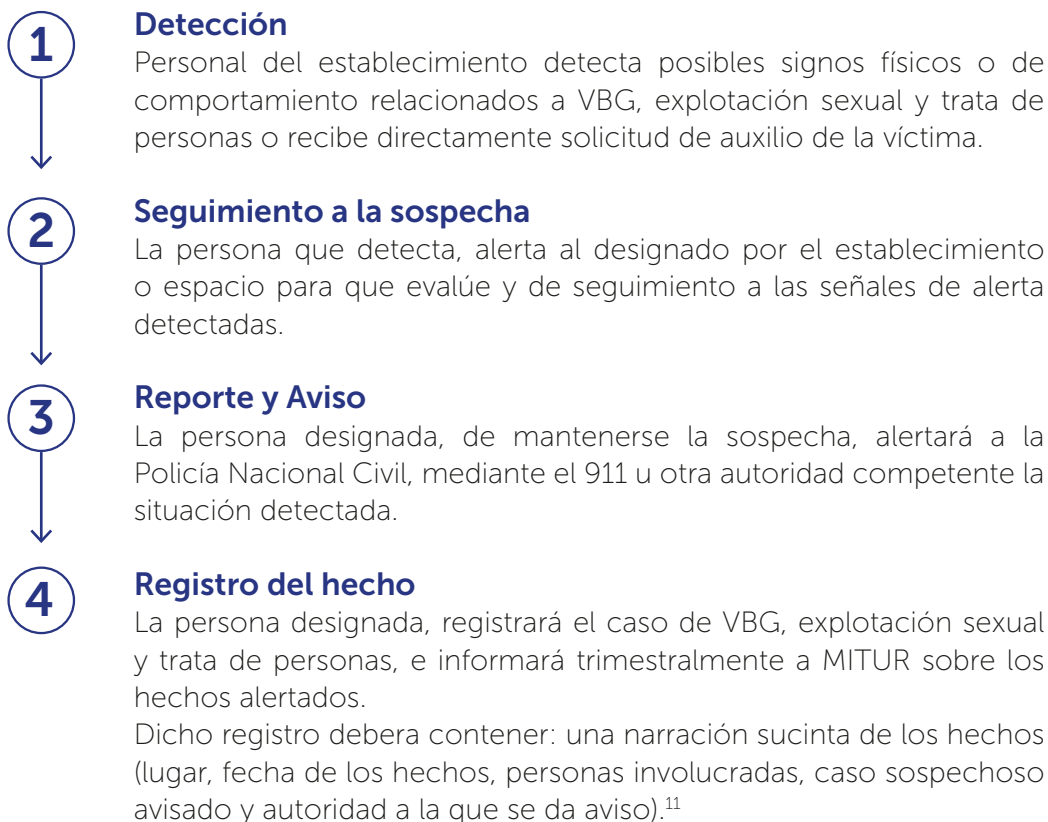 1
Detección
Personal del establecimiento detecta posibles signos físicos o de
comportamiento relacionados a VBG, explotación sexual y trata de
personas o recibe directamente solicitud de auxilio de la víctima.
2
Seguimiento a la sospecha
La persona que detecta, alerta al designado por el establecimiento
o espacio para que evalúe y de seguimiento a las señales de alerta
detectadas.
3
Reporte y Aviso
La persona designada, de mantenerse la sospecha, alertará a la
Policía Nacional Civil, mediante el 911 u otra autoridad competente la
situación detectada.
4
Registro del hecho
La persona designada, registrará el caso de VBG, explotación sexual
y trata de personas, e informará trimestralmente a MITUR sobre los
hechos alertados.
Dicho registro debera contener: una narración sucinta de los hechos
(lugar, fecha de los hechos, personas involucradas, caso sospechoso
avisado y autoridad a la que se da aviso).11